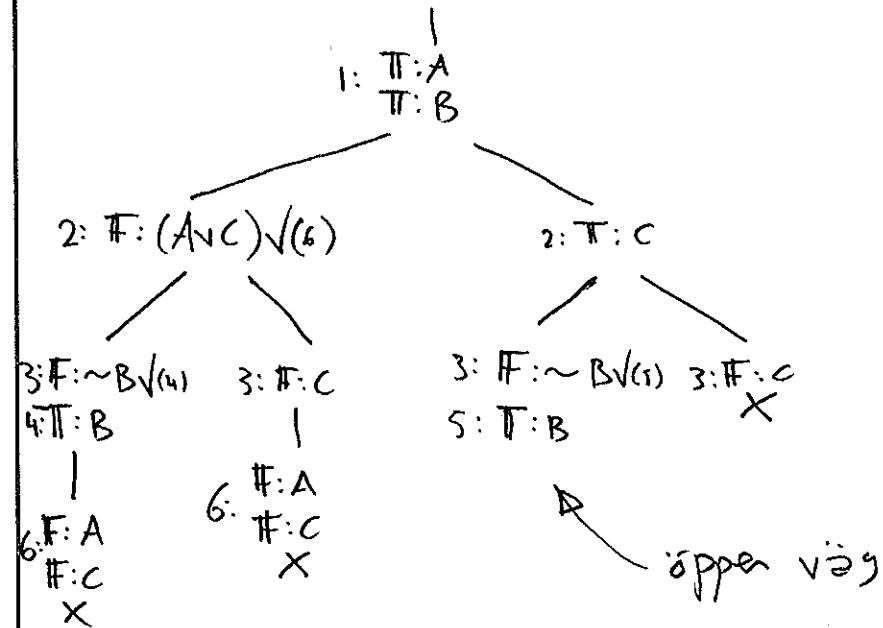 1: 𝕋:A
𝕋:B
2: 𝔽:(A∨C)√(6)
2: 𝕋:C
3:𝔽:~B√(4)
3:𝔽:C
3: 𝔽:~B√(5)
3:𝔽:C
X
4:𝕋:B
5: 𝕋:B
6: 𝔽:A
𝔽:C
X
6:𝔽:A
𝔽:C
X
öppen väg